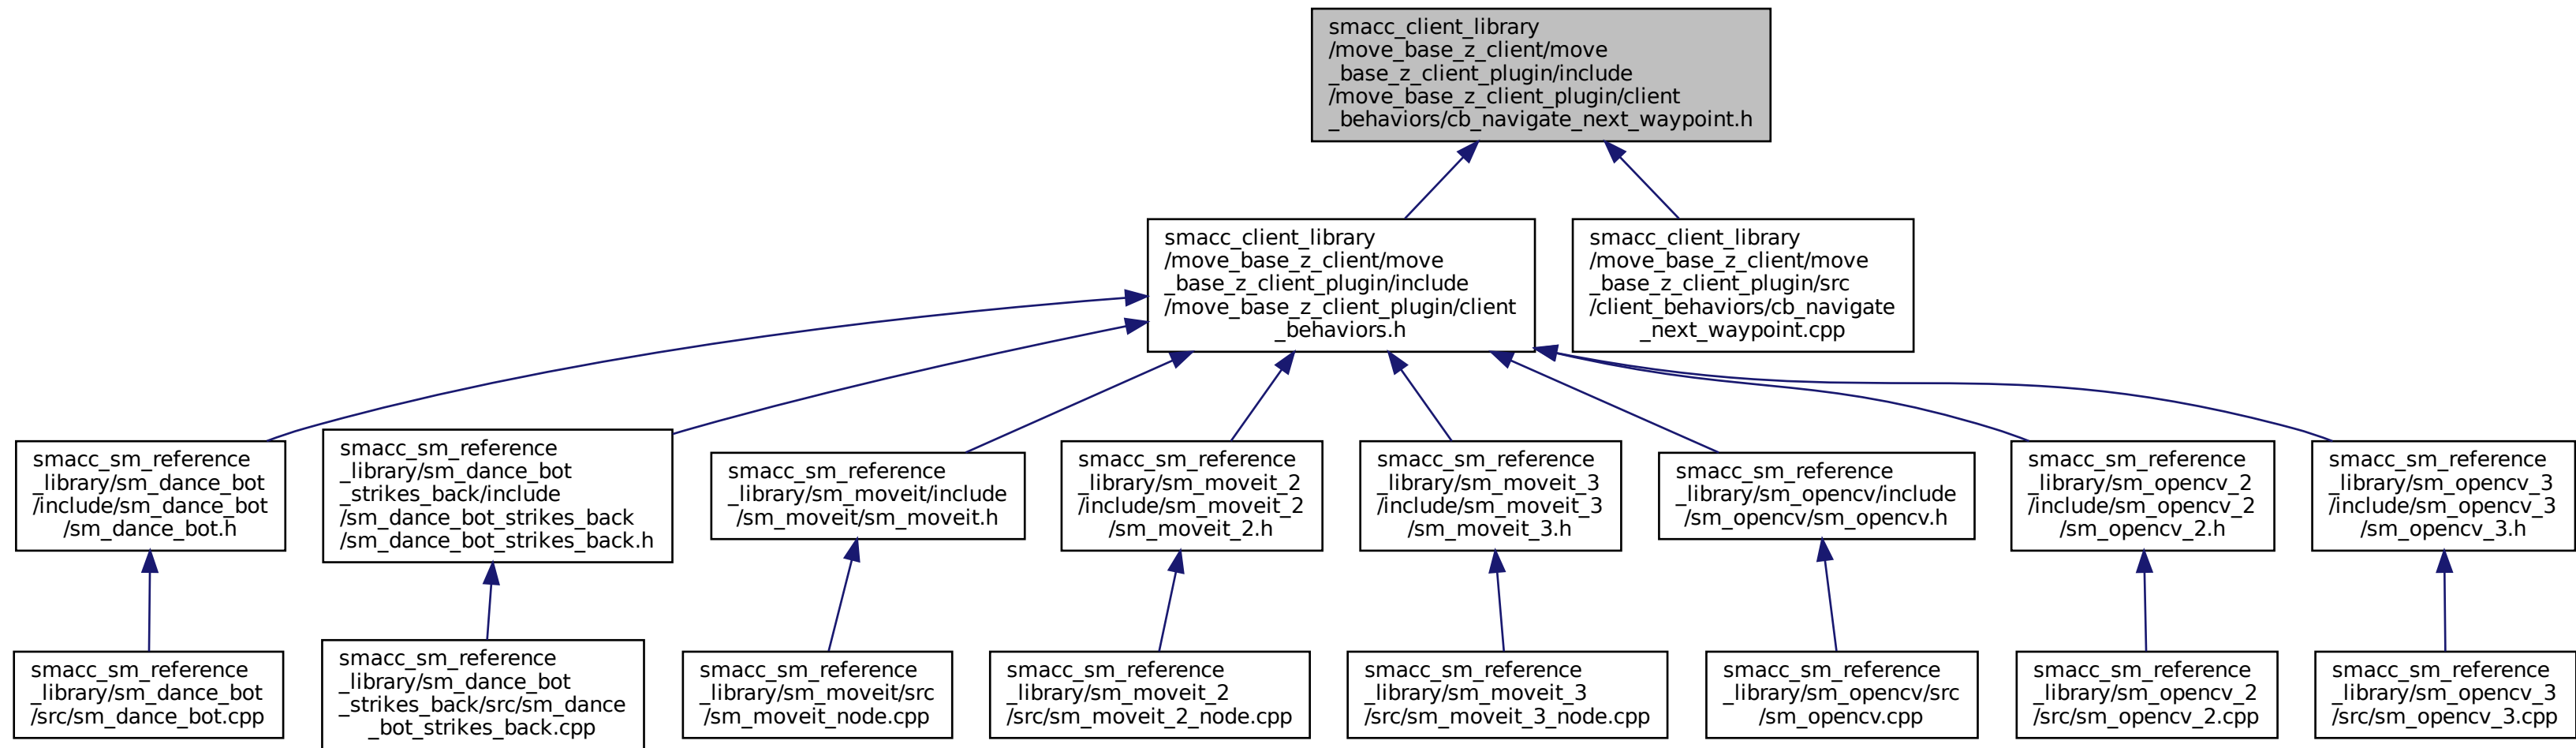 smacc_client_library
/move_base_z_client/move
_base_z_client_plugin/include
/move_base_z_client_plugin/client
_behaviors/cb_navigate_next_waypoint.h
smacc_client_library
/move_base_z_client/move
_base_z_client_plugin/include
/move_base_z_client_plugin/client
_behaviors.h
smacc_client_library
/move_base_z_client/move
_base_z_client_plugin/src
/client_behaviors/cb_navigate
_next_waypoint.cpp
smacc_sm_reference
_library/sm_dance_bot
/include/sm_dance_bot
/sm_dance_bot.h
smacc_sm_reference
_library/sm_dance_bot
_strikes_back/include
/sm_dance_bot_strikes_back
/sm_dance_bot_strikes_back.h
smacc_sm_reference
_library/sm_moveit/include
/sm_moveit/sm_moveit.h
smacc_sm_reference
_library/sm_moveit_2
/include/sm_moveit_2
/sm_moveit_2.h
smacc_sm_reference
_library/sm_moveit_3
/include/sm_moveit_3
/sm_moveit_3.h
smacc_sm_reference
_library/sm_opencv/include
/sm_opencv/sm_opencv.h
smacc_sm_reference
_library/sm_opencv_2
/include/sm_opencv_2
/sm_opencv_2.h
smacc_sm_reference
_library/sm_opencv_3
/include/sm_opencv_3
/sm_opencv_3.h
smacc_sm_reference
_library/sm_dance_bot
/src/sm_dance_bot.cpp
smacc_sm_reference
_library/sm_dance_bot
_strikes_back/src/sm_dance
_bot_strikes_back.cpp
smacc_sm_reference
_library/sm_moveit/src
/sm_moveit_node.cpp
smacc_sm_reference
_library/sm_moveit_2
/src/sm_moveit_2_node.cpp
smacc_sm_reference
_library/sm_moveit_3
/src/sm_moveit_3_node.cpp
smacc_sm_reference
_library/sm_opencv/src
/sm_opencv.cpp
smacc_sm_reference
_library/sm_opencv_2
/src/sm_opencv_2.cpp
smacc_sm_reference
_library/sm_opencv_3
/src/sm_opencv_3.cpp